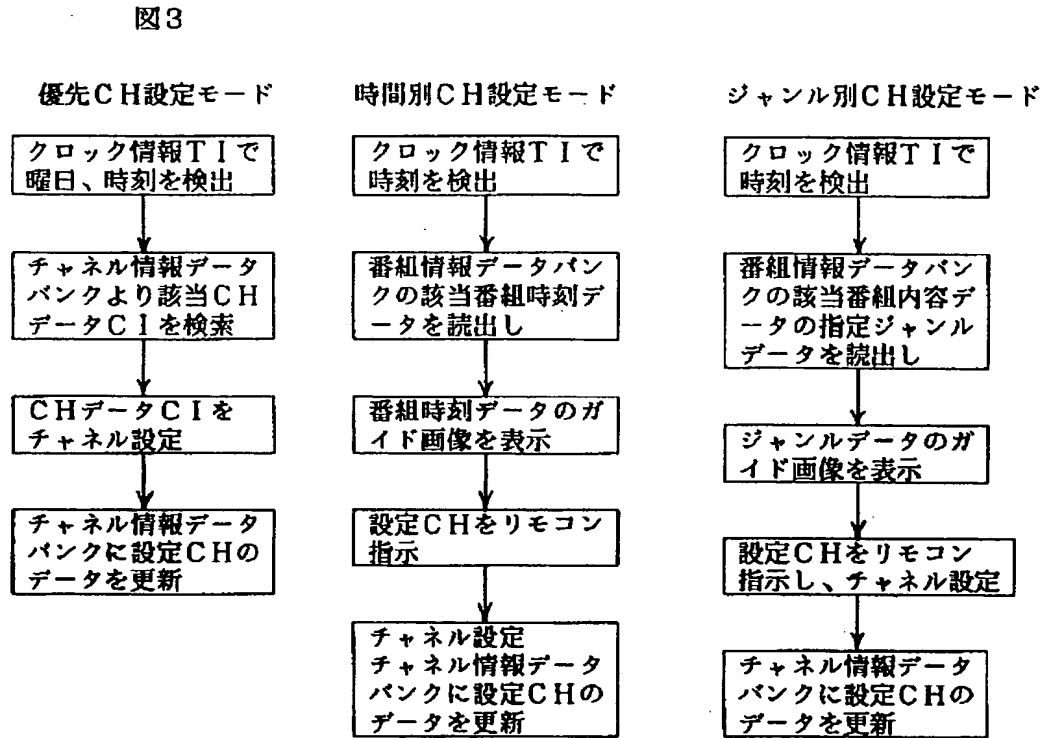 図3
優先CH設定モード
クロック情報TIで
曜日、時刻を検出
チャネル情報データ
バンクより該当CH
データCIを検索
CHデータCIを
チャネル設定
チャネル情報データ
バンクに設定CHの
データを更新
時間別CH設定モード
クロック情報TIで
時刻を検出
番組情報データバン
クの該当番組時刻デ
ータを読出し
番組時刻データのガ
イド画像を表示
設定CHをリモコン
指示
チャネル設定
チャネル情報データ
バンクに設定CHの
データを更新
ジャンル別CH設定モード
クロック情報TIで
時刻を検出
番組情報データバン
クの該当番組内容デ
ータの指定ジャンル
データを読出し
ジャンルデータのガ
イド画像を表示
設定CHをリモコン
指示し、チャネル設定
チャネル情報データ
バンクに設定CHの
データを更新